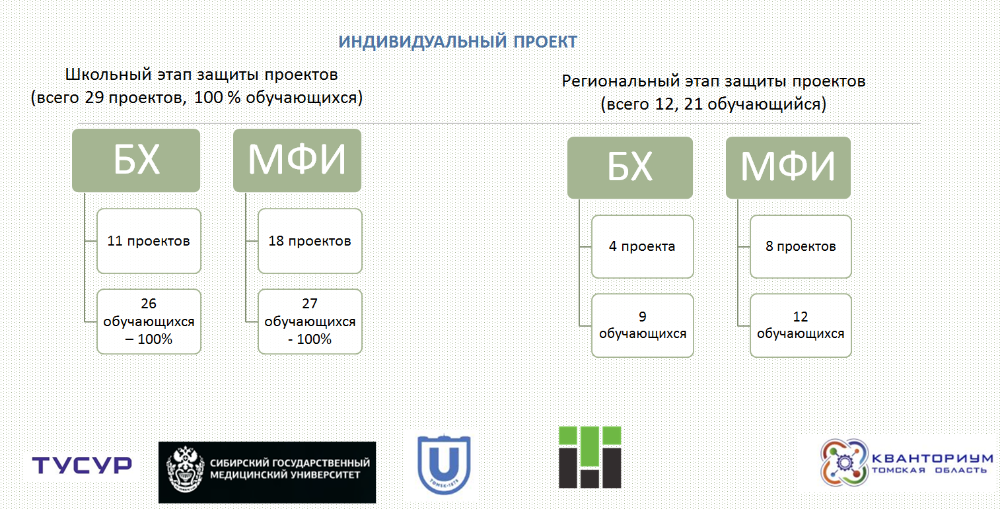 ИНДИВИДУАЛЬНЫЙ ПРОЕКТ
Школьный этап защиты проектов
(всего 29 проектов, 100 % обучающихся)
БХ
МФИ
11 проектов
18 проектов
26
обучающихся
– 100%
27
обучающихся
- 100%
Региональный этап защиты проектов
(всего 12, 21 обучающийся)
БХ
МФИ
4 проекта
8 проектов
9
обучающихся
12
обучающихся
ТУСУР
СИБИРСКИЙ ГОСУДАРСТВЕННЫЙ
МЕДИЦИНСКИЙ УНИВЕРСИТЕТ
ТОМСК-1878
КВАНТОРИУМ
ТОМСКАЯ ОБЛАСТЬ